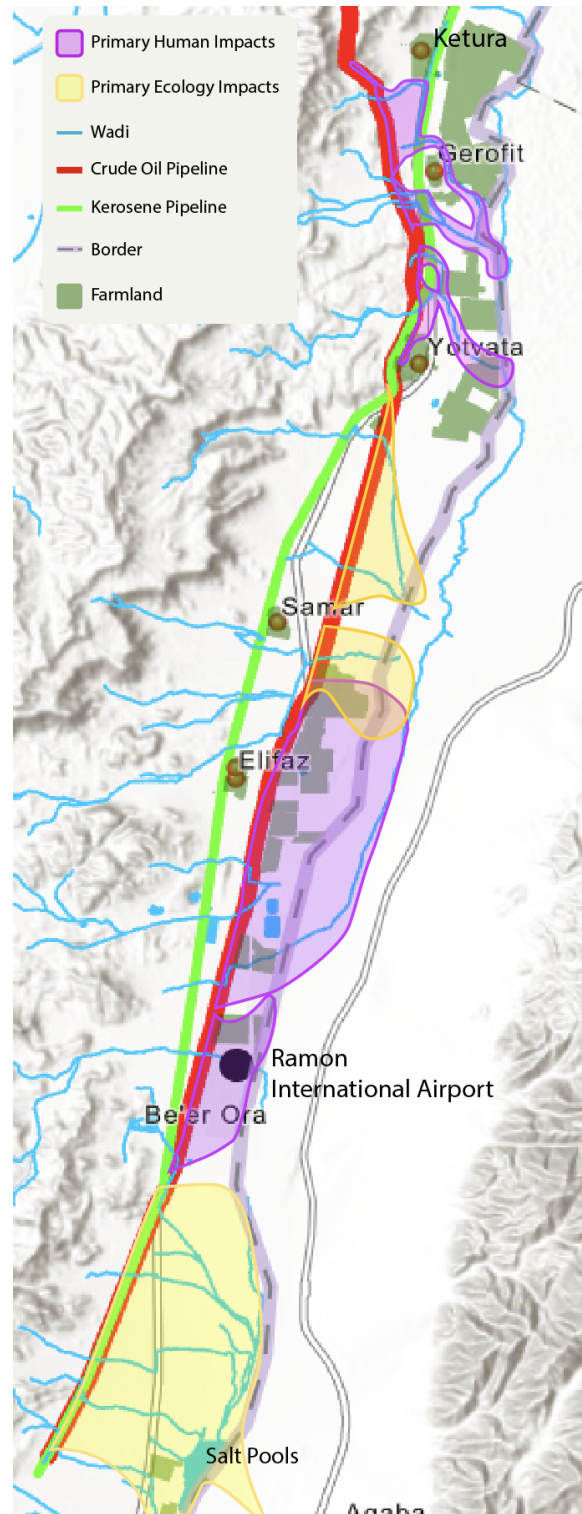 Primary Human Impacts
Primary Ecology Impacts
Wadi
Crude Oil Pipeline
Kerosene Pipeline
Border
Farmland
Ketura
Gerofit
Yotvata
Samar
Elifaz
Ramon
International Airport
Be'er Ora
Salt Pools
Aqaba